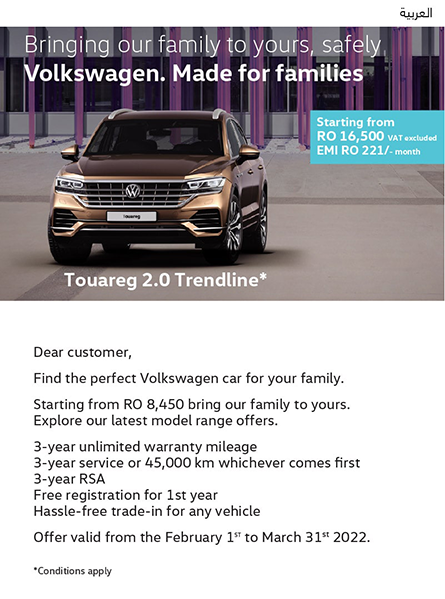 العربية
Bringing our family to yours, safely
Volkswagen. Made for families
Starting from
RO 16,500 VAT excluded
EMI RO 221/- month
touareg
Touareg 2.0 Trendline*
Dear customer,
Find the perfect Volkswagen car for your family.
Starting from RO 8,450 bring our family to yours.
Explore our latest model range offers.
3-year unlimited warranty mileage
3-year service or 45,000 km whichever comes first
3-year RSA
Free registration for 1st year
Hassle-free trade-in for any vehicle
Offer valid from the February 1ST to March 31st 2022.
*Conditions apply